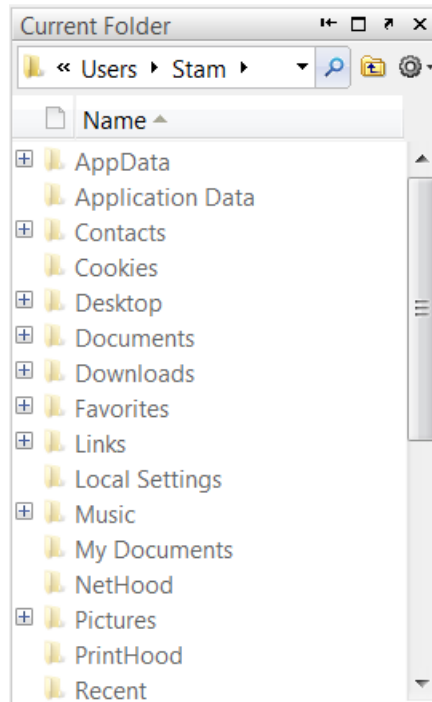 Current Folder
« Users Stam
Name
AppData
Application Data
Contacts
Cookies
Desktop
Documents
Downloads
Favorites
Links
Local Settings
Music
My Documents
NetHood
Pictures
PrintHood
Recent